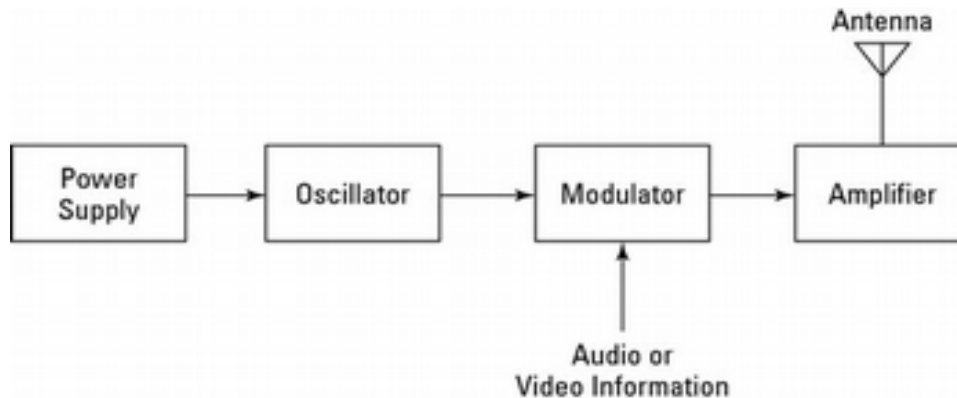 Antenna
Power
Supply
Oscillator
Modulator
Amplifier
Audio or
Video Information